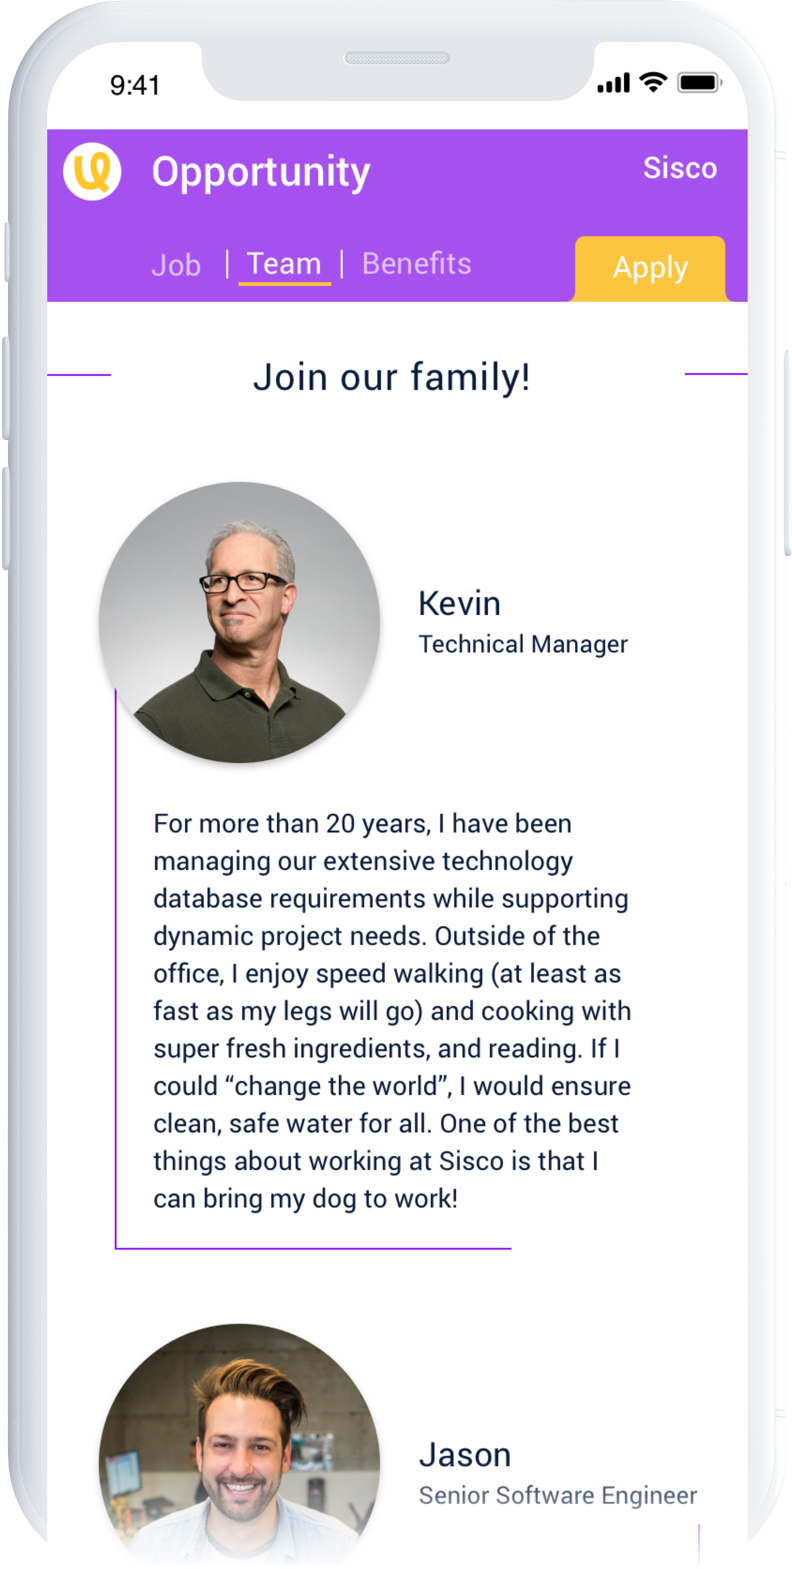 9:41
Opportunity
Sisco
Job | Team | Benefits
Apply
Join our family!
Kevin
Technical Manager
For more than 20 years, I have been
managing our extensive technology
database requirements while supporting
dynamic project needs. Outside of the
office, I enjoy speed walking (at least as
fast as my legs will go) and cooking with
super fresh ingredients, and reading. If I
could “change the world”, I would ensure
clean, safe water for all. One of the best
things about working at Sisco is that I
can bring my dog to work!
Jason
Senior Software Engineer